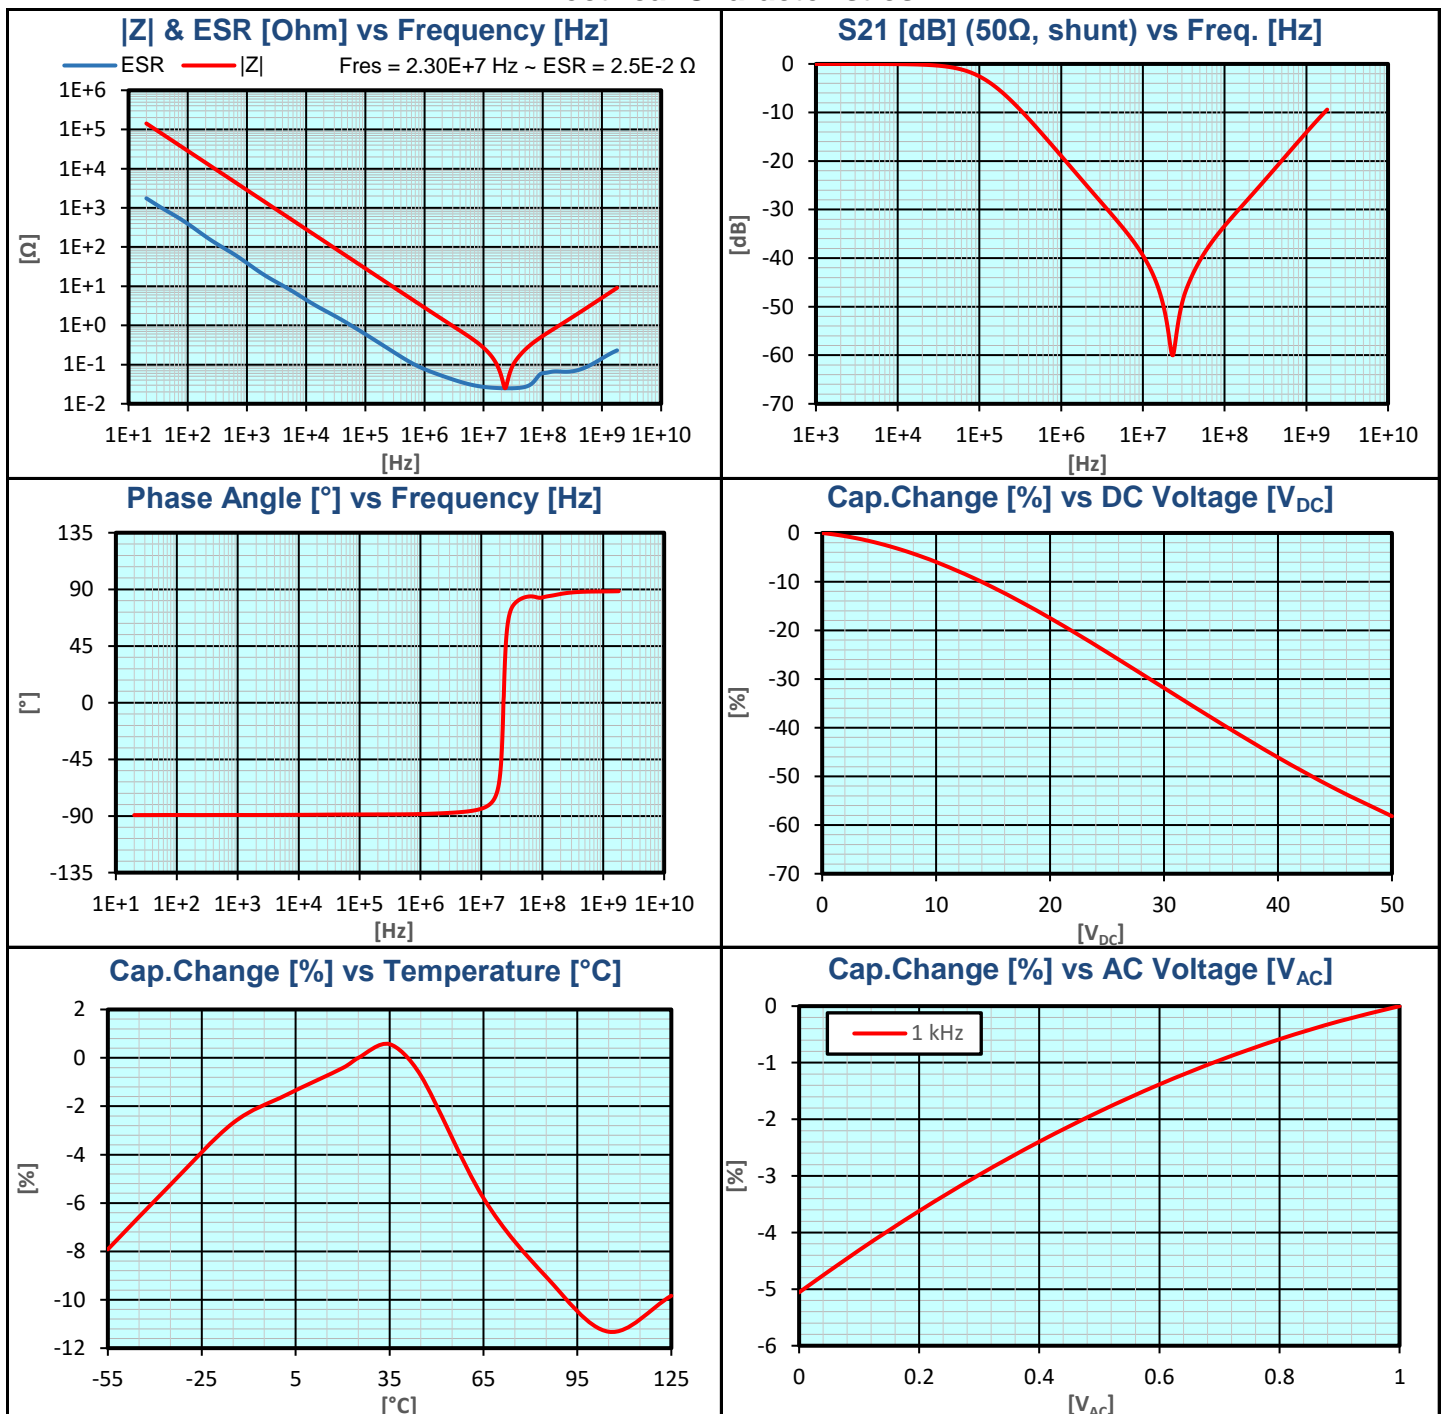 |Z| & ESR [Ohm] vs Frequency [Hz]
ESR |Z| Fres = 2.30E+7 Hz ~ ESR = 2.5E-2 Ω
1E+6
1E+5
1E+4
1E+3
1E+2
1E+1
1E+0
1E-1
1E-2
[Ω]
1E+1 1E+2 1E+3 1E+4 1E+5 1E+6 1E+7 1E+8 1E+9 1E+10
[Hz]
S21 [dB] (50Ω, shunt) vs Freq. [Hz]
0
-10
-20
-30
-40
-50
-60
-70
[dB]
1E+3 1E+4 1E+5 1E+6 1E+7 1E+8 1E+9 1E+10
[Hz]
Phase Angle [°] vs Frequency [Hz]
135
90
45
0
-45
-90
-135
[°]
1E+1 1E+2 1E+3 1E+4 1E+5 1E+6 1E+7 1E+8 1E+9 1E+10
[Hz]
Cap.Change [%] vs DC Voltage [VDC]
0
-10
-20
-30
-40
-50
-60
-70
[%]
0 10 20 30 40 50
[VDC]
Cap.Change [%] vs Temperature [°C]
2
0
-2
-4
-6
-8
-10
-12
[%]
-55 -25 5 35 65 95 125
[°C]
Cap.Change [%] vs AC Voltage [VAC]
1 kHz
0
-1
-2
-3
-4
-5
-6
[%]
0 0.2 0.4 0.6 0.8 1
[VAC]